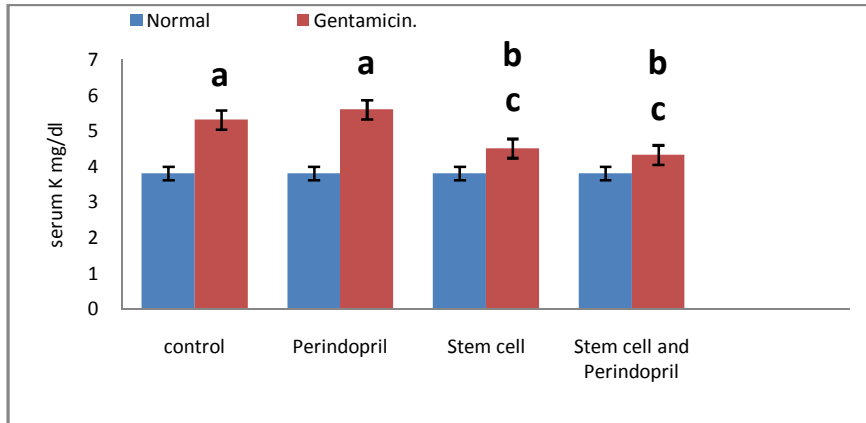 Normal Gentamicin.
7
6
5
4
3
2
1
0
serum K mg/dl
a
a
b
c
b
c
control
Perindopril
Stem cell
Stem cell and
Perindopril